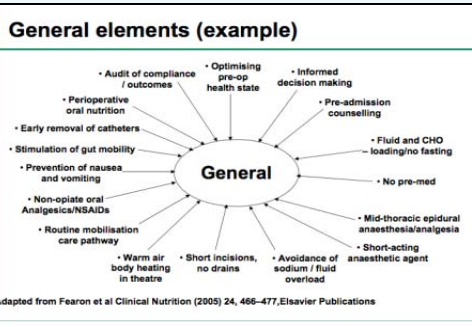 General elements (example)
• Optimising
pre-op
health state
• Informed
decision making
• Pre-admission
counselling
• Fluid and CHO
– loading/no fasting
• No pre-med
• Mid-thoracic epidural
anaesthesia/analgesia
• Short-acting
anaesthetic agent
• Avoidance of
sodium / fluid
overload
• Short incisions,
no drains
• Warm air
body heating
in theatre
• Routine mobilisation
care pathway
• Non-opiate oral
Analgesics/NSAIDs
• Prevention of nausea
and vomiting
• Stimulation of gut mobility
• Early removal of catheters
• Perioperative
oral nutrition
• Audit of compliance
/ outcomes
General
dapted from Fearon et al Clinical Nutrition (2005) 24, 466–477,Elsevier Publications